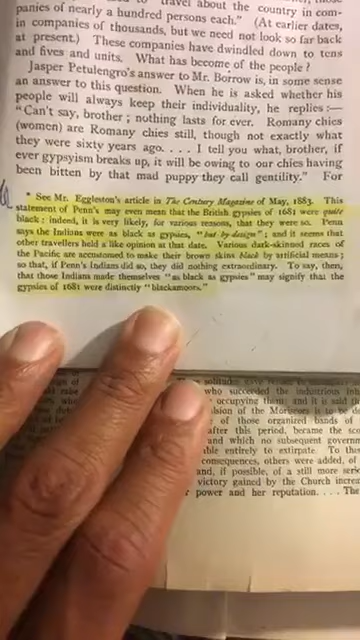 travel about the country in com-
panies of nearly a hundred persons each." (At earlier dates,
in companies of thousands, but we need not look so far back
at present.) These companies have dwindled down to tens
and fives and units. What has become of the people?
Jasper Petulengro's answer to Mr. Borrow is, in some sense
an answer to this question. When he is asked whether his
people will always keep their individuality, he replies:—
"Can't say, brother; nothing lasts for ever. Romany chies
(women) are Romany chies still, though not exactly what
they were sixty years ago. . . . I tell you what, brother, if
ever gypsyism breaks up, it will be owing to our chies having
been bitten by that mad puppy they call gentility." For
* See Mr. Eggleston's article in The Century Magazine of May, 1883. This
statement of Penn's may even mean that the British gypsies of 1681 were quite
black: indeed, it is very likely, for various reasons, that they were so. Penn
says the Indians were as black as gypsies, "but by design"; and it seems that
other travellers held a like opinion at that date. Various dark-skinned races of
the Pacific are accustomed to make their brown skins black by artificial means;
so that, if Penn's Indians did so, they did nothing extraordinary. To say, then,
that those Indians made themselves "as black as gypsies" may signify that the
gypsies of 1681 were distinctly "blackamoors."
who succeeded the industrious
occupying them: and it is said
of the Moriscoes is to be
of those organized bands of
after this period, became the
and which no subsequent
able entirely to extirpate. To
consequences, others were added, of
and, if possible, of a still more
victory gained by the Church
power and her reputation. . . . The